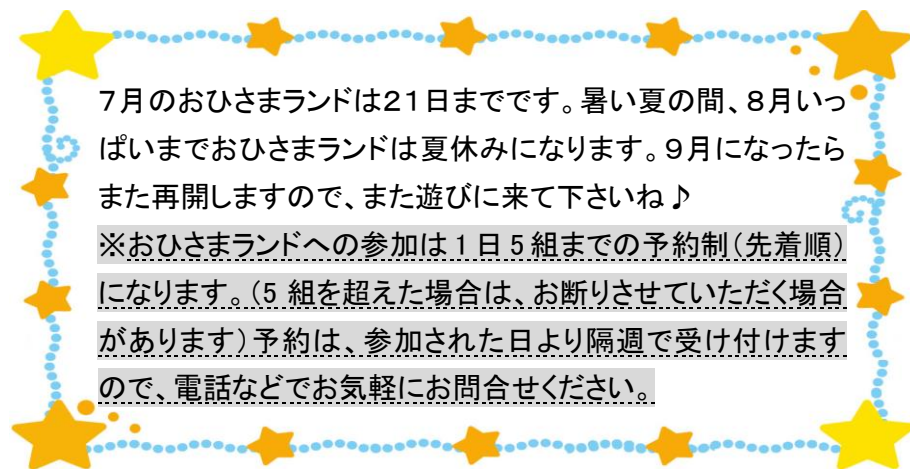 ７月のおひさまランドは２１日までです。暑い夏の間、８月いっ
ぱいまでおひさまランドは夏休みになります。９月になったら
また再開しますので、また遊びに来て下さいね♪
※おひさまランドへの参加は 1 日 5 組までの予約制（先着順）
になります。（5 組を超えた場合は、お断りさせていただく場合
があります）予約は、参加された日より隔週で受け付けます
ので、電話などでお気軽にお問合せください。